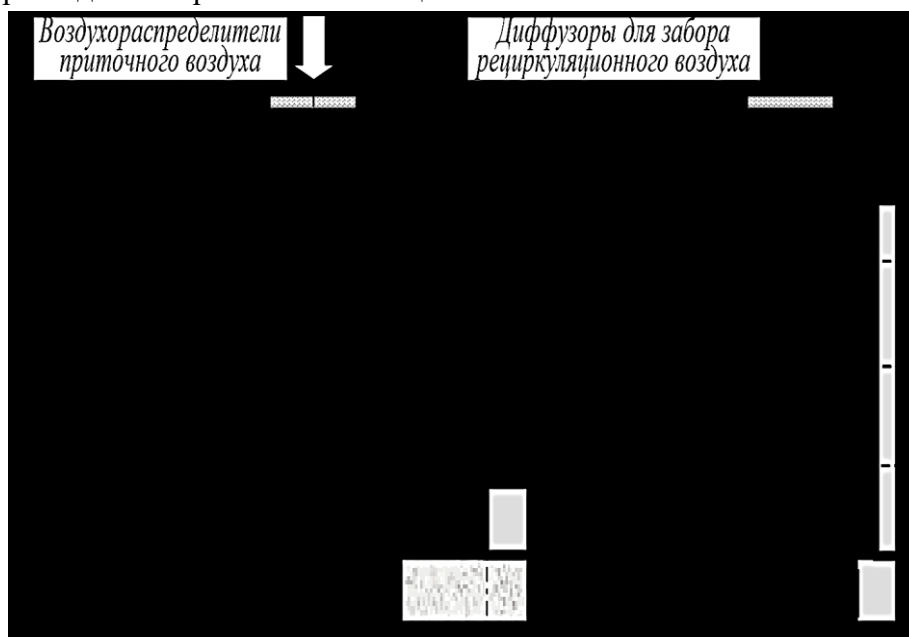 Воздухораспределители
приточного воздуха
Диффузоры для забора
рециркуляционного воздуха